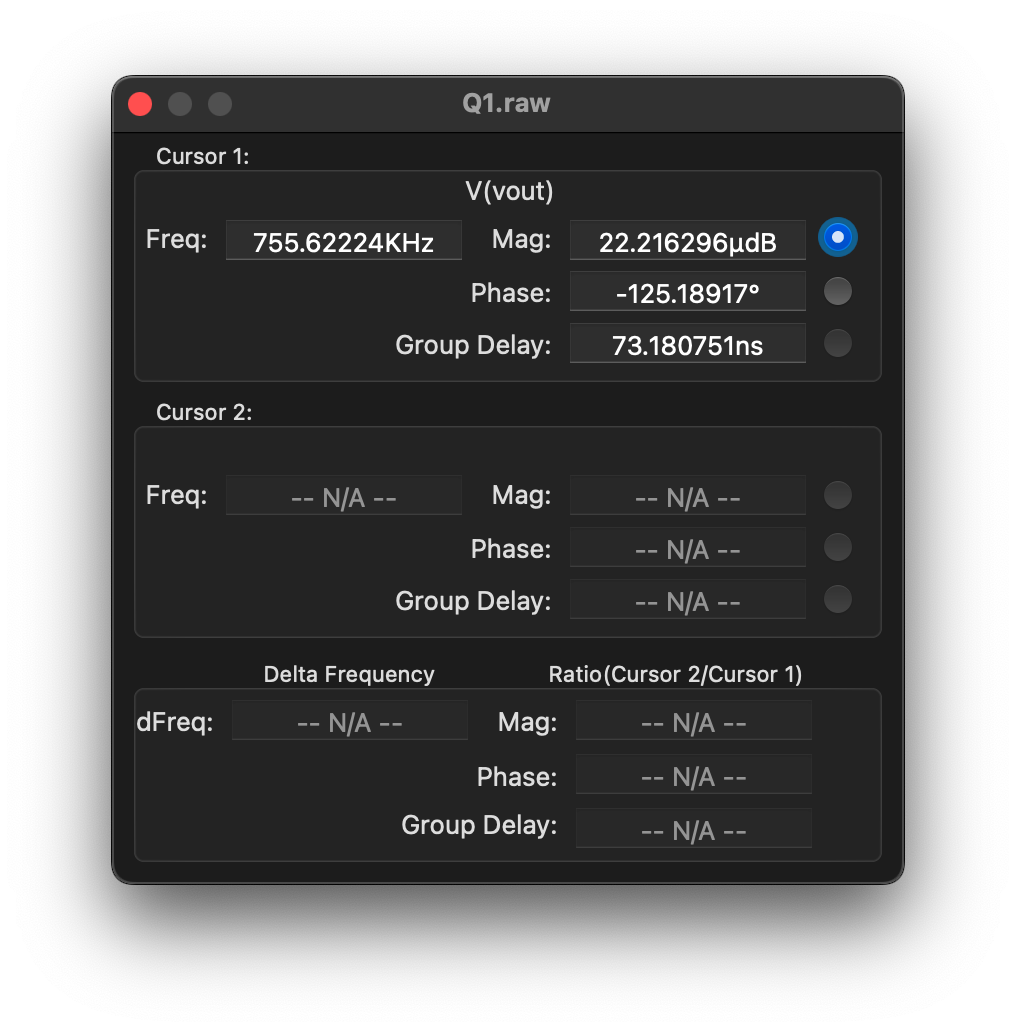 Q1.raw
Cursor 1:
V(vout)
Freq: 755.62224KHz Mag: 22.216296µdB
Phase: -125.18917°
Group Delay: 73.180751ns
Cursor 2:
Freq: -- N/A -- Mag: -- N/A --
Phase: -- N/A --
Group Delay: -- N/A --
Delta Frequency Ratio(Cursor 2/Cursor 1)
dFreq: -- N/A -- Mag: -- N/A --
Phase: -- N/A --
Group Delay: -- N/A --